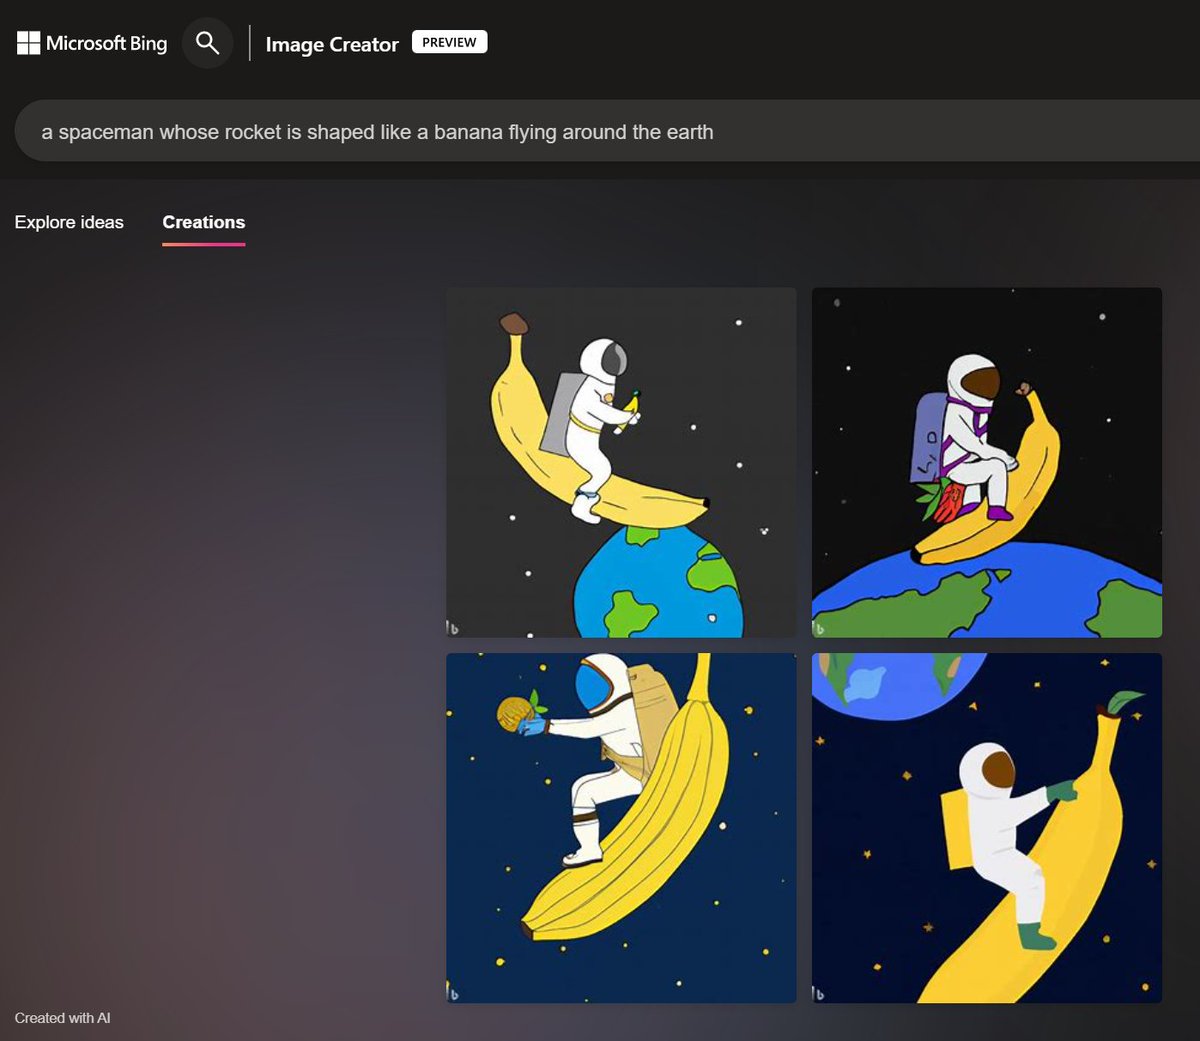 Microsoft Bing
Image Creator PREVIEW
a spaceman whose rocket is shaped like a banana flying around the earth
Explore ideas Creations
Created with AI